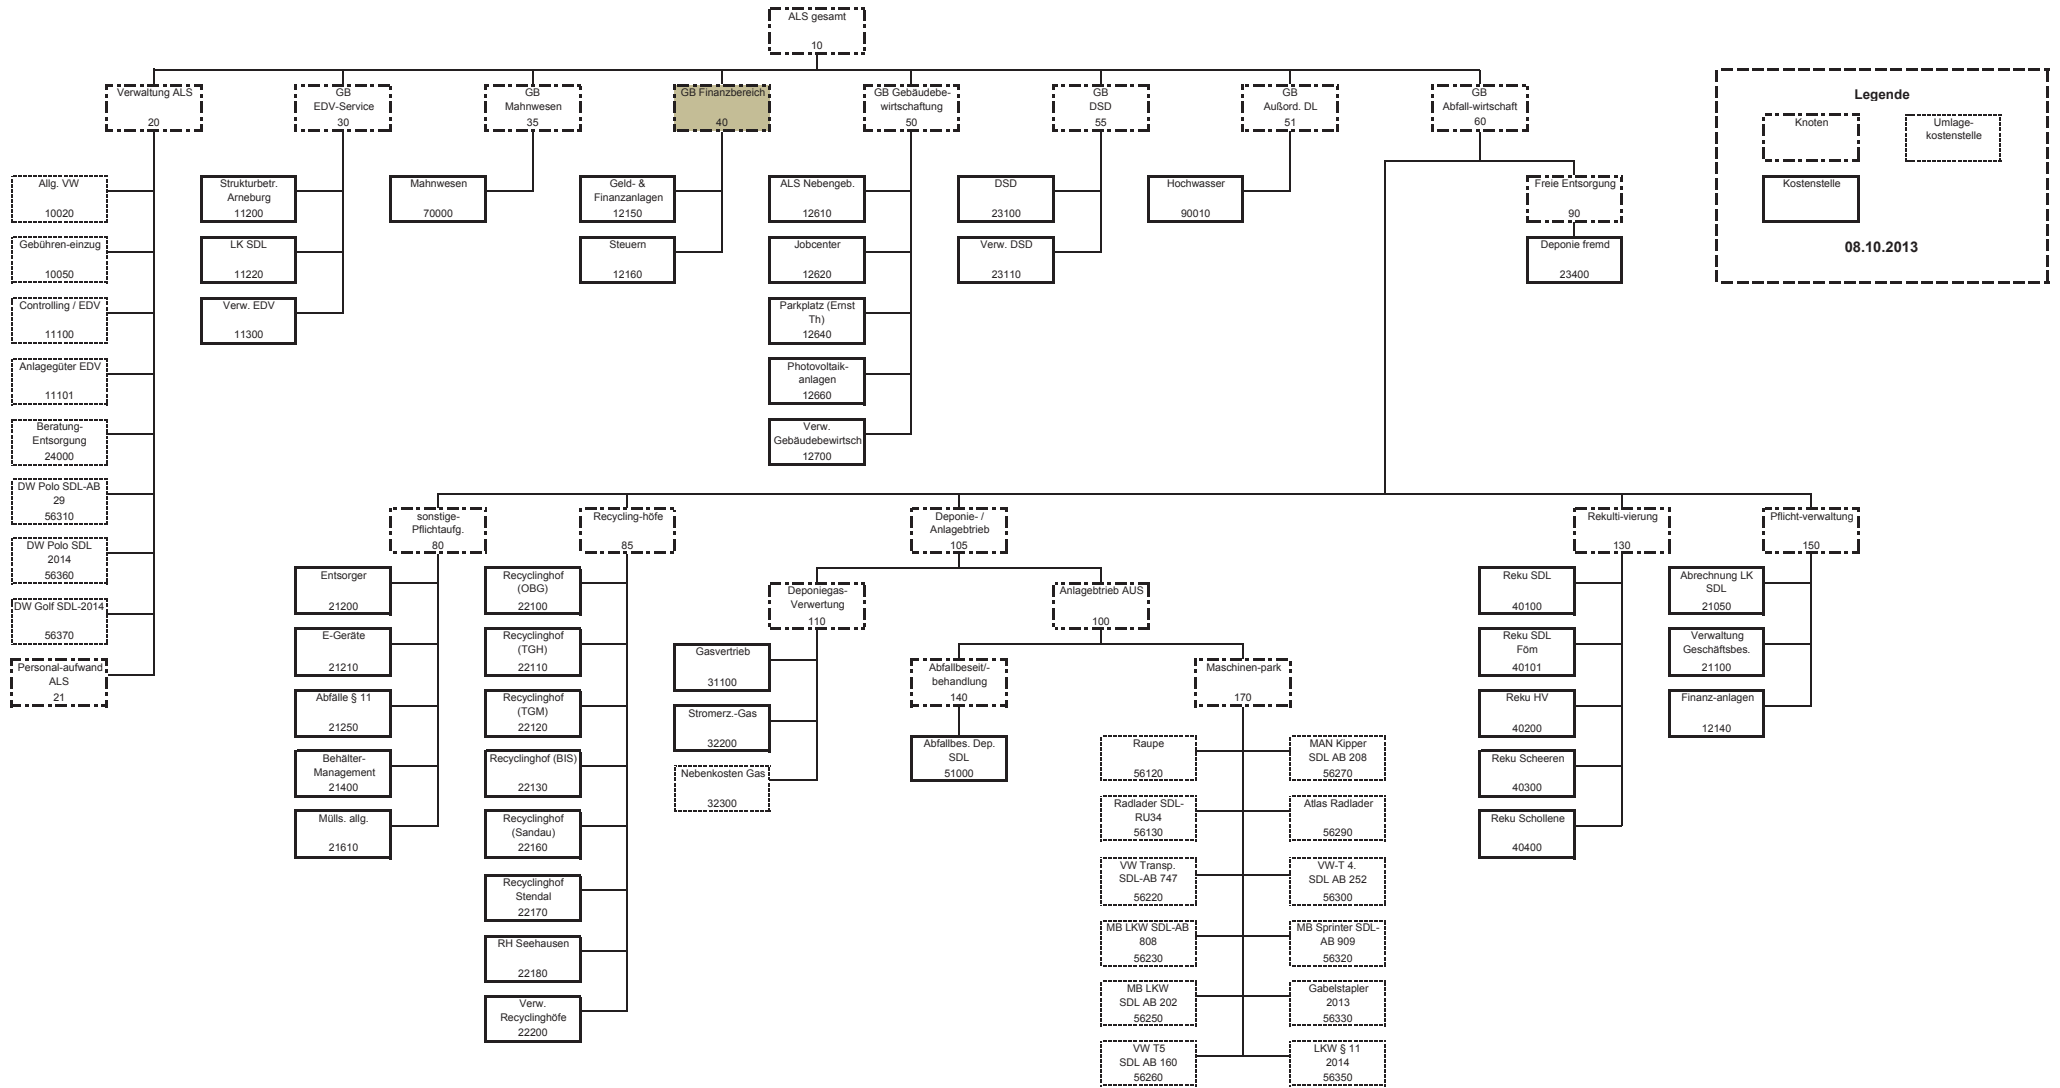 ALS gesamt
10
Verwaltung ALS
20
GB
EDV-Service
30
GB
Mahnwesen
35
GB Finanzbereich
40
GB Gebäudebe-
wirtschaftung
50
GB
DSD
55
GB
Außord. DL
51
GB
Abfall-wirtschaft
60
Legende
Knoten
Umlage-
kostenstelle
Kostenstelle
08.10.2013
Allg. VW
10020
Gebühren-einzug
10050
Controlling / EDV
11100
Anlagegüter EDV
11101
Beratung-
Entsorgung
24000
DW Polo SDL-AB
29
56310
DW Polo SDL
2014
56360
DW Golf SDL-2014
56370
Personal-aufwand
ALS
21
Strukturbetr.
Arneburg
11200
LK SDL
11220
Verw. EDV
11300
Mahnwesen
70000
Geld- &
Finanzanlagen
12150
Steuern
12160
ALS Nebengeb.
12610
Jobcenter
12620
Parkplatz (Ernst
Th)
12640
Photovoltaik-
anlagen
12660
Verw.
Gebäudebewirtsch
12700
DSD
23100
Verw. DSD
23110
Hochwasser
90010
Freie Entsorgung
90
Deponie fremd
23400
sonstige-
Pflichtaufg.
80
Entsorger
21200
E-Geräte
21210
Abfälle § 11
21250
Behälter-
Management
21400
Mülls. allg.
21610
Recycling-höfe
85
Recyclinghof
(OBG)
22100
Recyclinghof
(TGH)
22110
Recyclinghof
(TGM)
22120
Recyclinghof (BIS)
22130
Recyclinghof
(Sandau)
22160
Recyclinghof
Stendal
22170
RH Seehausen
22180
Verw.
Recyclinghöfe
22200
Deponie- /
Anlagebtrieb
105
Deponiegas-
Verwertung
110
Gasvertrieb
31100
Stromerz.-Gas
32200
Nebenkosten Gas
32300
Anlagebtrieb AUS
100
Abfallbeseit/-
behandlung
140
Abfallbes. Dep.
SDL
51000
Maschinen-park
170
Raupe
56120
MAN Kipper
SDL AB 208
56270
Radlader SDL-
RU34
56130
Atlas Radlader
56290
VW Transp.
SDL-AB 747
56220
VW-T 4.
SDL AB 252
56300
MB LKW SDL-AB
808
56230
MB Sprinter SDL-
AB 909
56320
MB LKW
SDL AB 202
56250
Gabelstapler
2013
56330
VW T5
SDL AB 160
56260
LKW § 11
2014
56350
Rekulti-vierung
130
Reku SDL
40100
Reku SDL
Föm
40101
Reku HV
40200
Reku Scheeren
40300
Reku Schollene
40400
Pflicht-verwaltung
150
Abrechnung LK
SDL
21050
Verwaltung
Geschäftsbes.
21100
Finanz-anlagen
12140